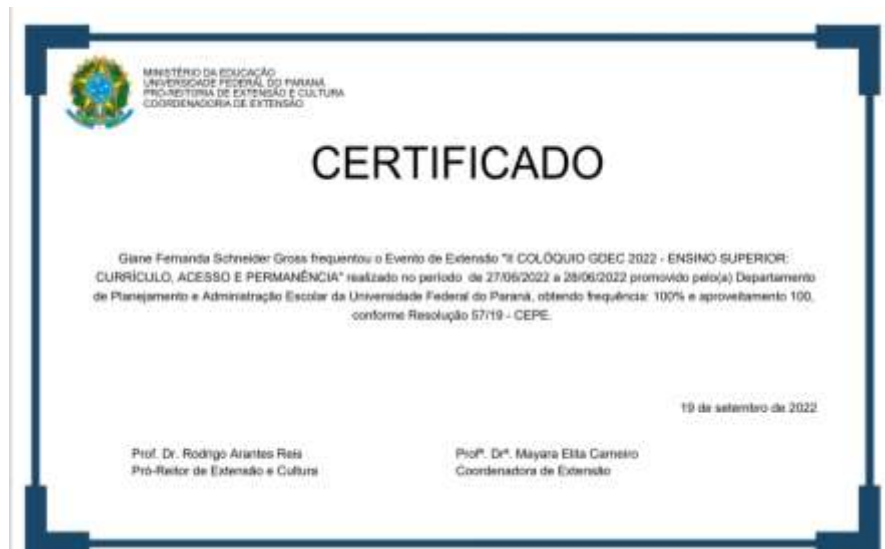 MINISTÉRIO DA EDUCAÇÃO
UNIVERSIDADE FEDERAL DO PARANÁ
PRÓ-REITORIA DE EXTENSÃO E CULTURA
COORDENADORIA DE EXTENSÃO
CERTIFICADO
Giane Fernanda Schneider Gross frequentou o Evento de Extensão "II COLÓQUIO GDEC 2022 - ENSINO SUPERIOR:
CURRÍCULO, ACESSO E PERMANÊNCIA" realizado no período de 27/06/2022 a 28/06/2022 promovido pelo(a) Departamento
de Planejamento e Administração Escolar da Universidade Federal do Paraná, obtendo frequência: 100% e aproveitamento 100,
conforme Resolução 57/19 - CEPE.
19 de setembro de 2022
Prof. Dr. Rodrigo Arantes Reis
Pró-Reitor de Extensão e Cultura
Profª. Drª. Mayara Elita Carneiro
Coordenadora de Extensão